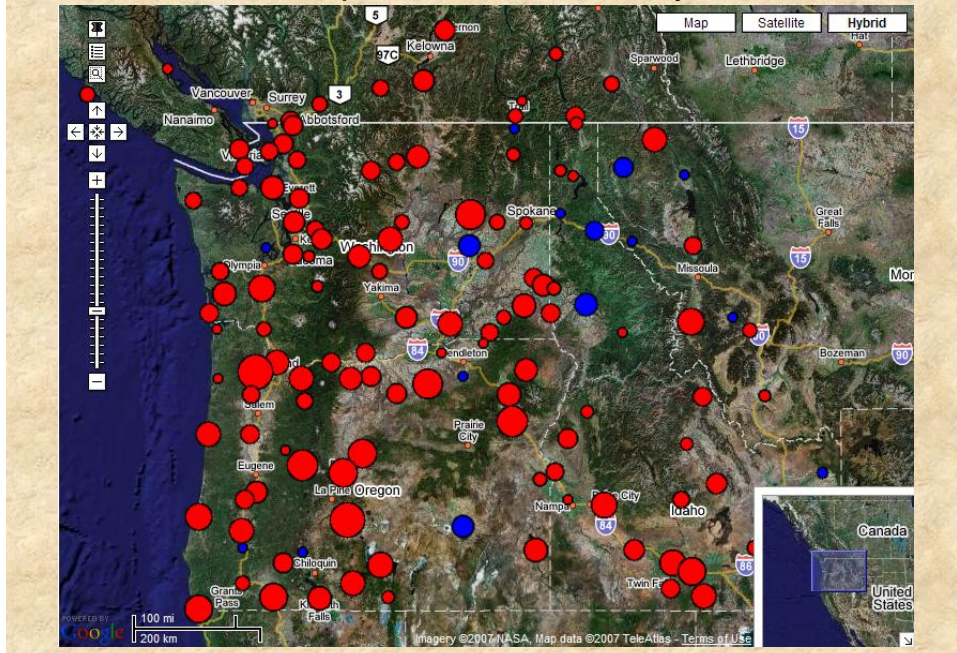 Map
Satellite
Hybrid
5
97C
Kelowna
Sparwood
Lethbridge
Hat
3
Vancouver
Surrey
Abbotsford
Nanaimo
15
Everett
Spokane
90
Great
Falls
Washington
90
15
Olympia
Missoula
Yakima
84
90
Bozeman
90
Salem
Prairie
City
Eugene
La Pine
Oregon
Nampa
Idaho
84
Chiloquin
Twin
86
Grants
Pass
Falls
Canada
United
States
100 mi
200 km
POWERED BY
Google
Imagery ©2007 NASA, Map data ©2007 TeleAtlas - Terms of Use